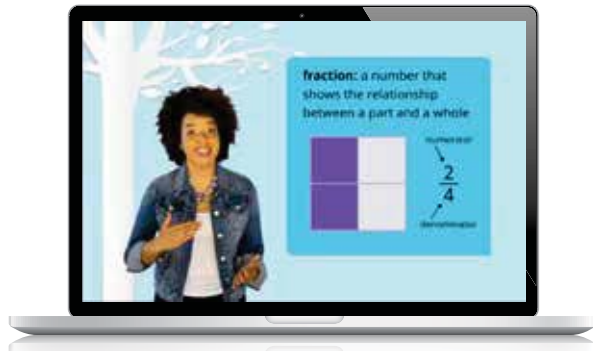 fraction: a number that
shows the relationship
between a part and a whole
numerator
2
4
denominator